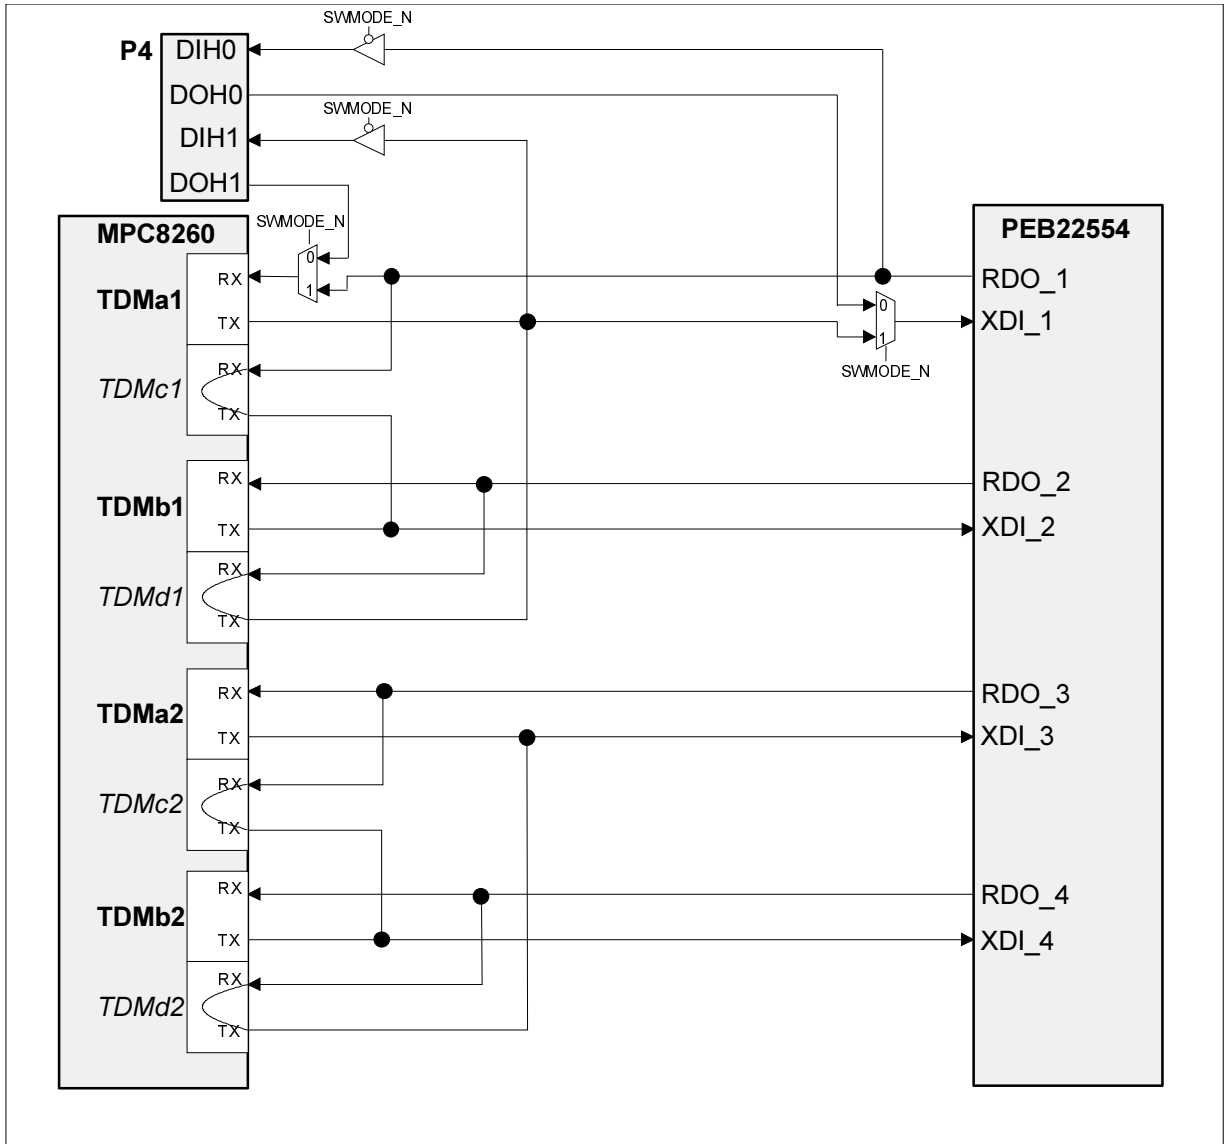 SWMODE_N
P4
DIH0
DOH0
SWMODE_N
DIH1
DOH1
SWMODE_N
MPC8260
PEB22554
0
RX
RDO_1
1
TDMa1
0
TX
XDI_1
1
SWMODE_N
RX
TDMc1
TX
RX
RDO_2
TDMb1
TX
XDI_2
RX
TDMd1
TX
RX
RDO_3
TDMa2
TX
XDI_3
RX
TDMc2
TX
RX
RDO_4
TDMb2
TX
XDI_4
RX
TDMd2
TX